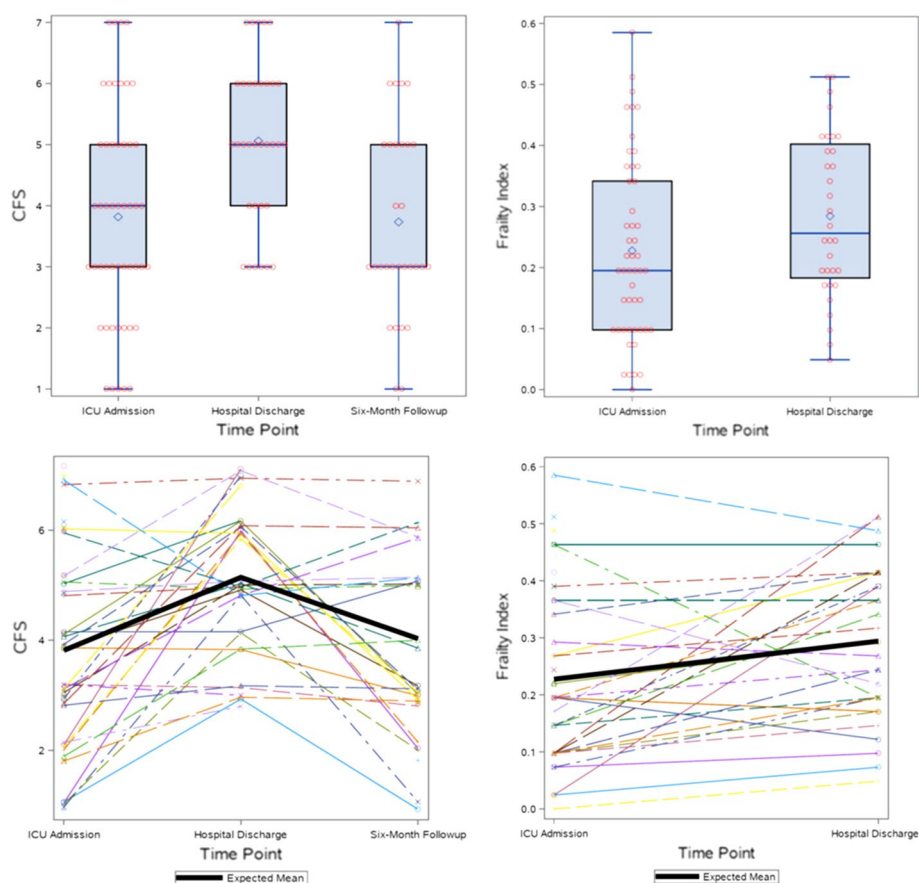 7
6
5
4
3
2
1
CFS
ICU Admission Hospital Discharge Six-Month Followup
Time Point
0.6
0.5
0.4
0.3
0.2
0.1
0.0
Frailty Index
ICU Admission Hospital Discharge
Time Point
6
4
2
CFS
ICU Admission Hospital Discharge Six-Month Followup
Time Point
Expected Mean
0.6
0.5
0.4
0.3
0.2
0.1
0.0
Frailty Index
ICU Admission Hospital Discharge
Time Point
Expected Mean